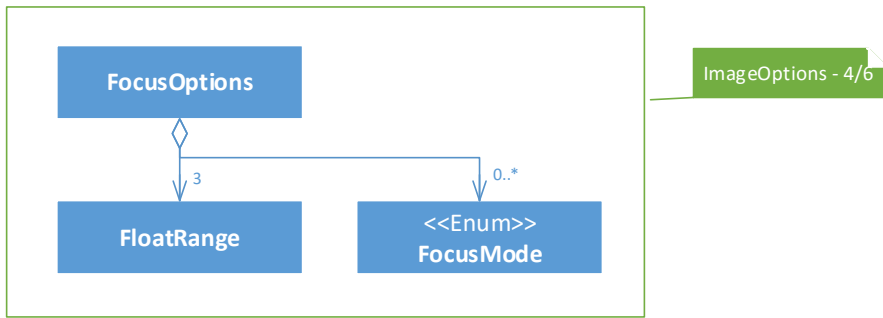 FocusOptions
ImageOptions - 4/6
3
0..*
FloatRange
<<Enum>>
FocusMode